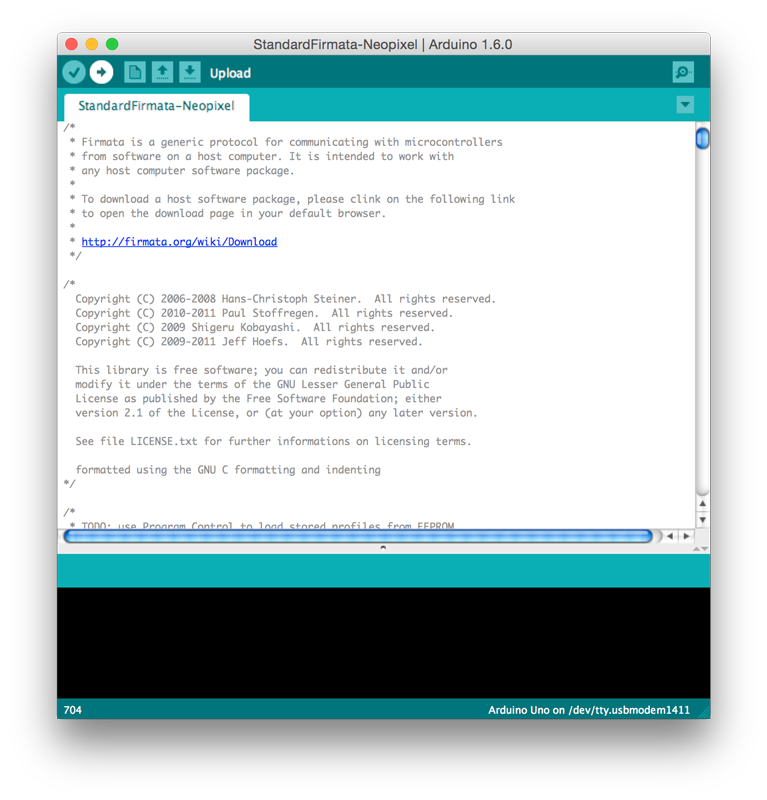 StandardFirmata-Neopixel | Arduino 1.6.0
Upload
StandardFirmata-Neopixel
/*
 * Firmata is a generic protocol for communicating with microcontrollers
 * from software on a host computer. It is intended to work with
 * any host computer software package.
 *
 * To download a host software package, please clink on the following link
 * to open the download page in your default browser.
 *
 * http://firmata.org/wiki/Download
 */
/*
  Copyright (C) 2006-2008 Hans-Christoph Steiner.  All rights reserved.
  Copyright (C) 2010-2011 Paul Stoffregen.  All rights reserved.
  Copyright (C) 2009 Shigeru Kobayashi.  All rights reserved.
  Copyright (C) 2009-2011 Jeff Hoefs.  All rights reserved.
  This library is free software; you can redistribute it and/or
  modify it under the terms of the GNU Lesser General Public
  License as published by the Free Software Foundation; either
  version 2.1 of the License, or (at your option) any later version.
  See file LICENSE.txt for further informations on licensing terms.
  formatted using the GNU C formatting and indenting
*/
/*
 * TODO: use Program Control to load stored profiles from EEPROM
704
Arduino Uno on /dev/tty.usbmodem1411